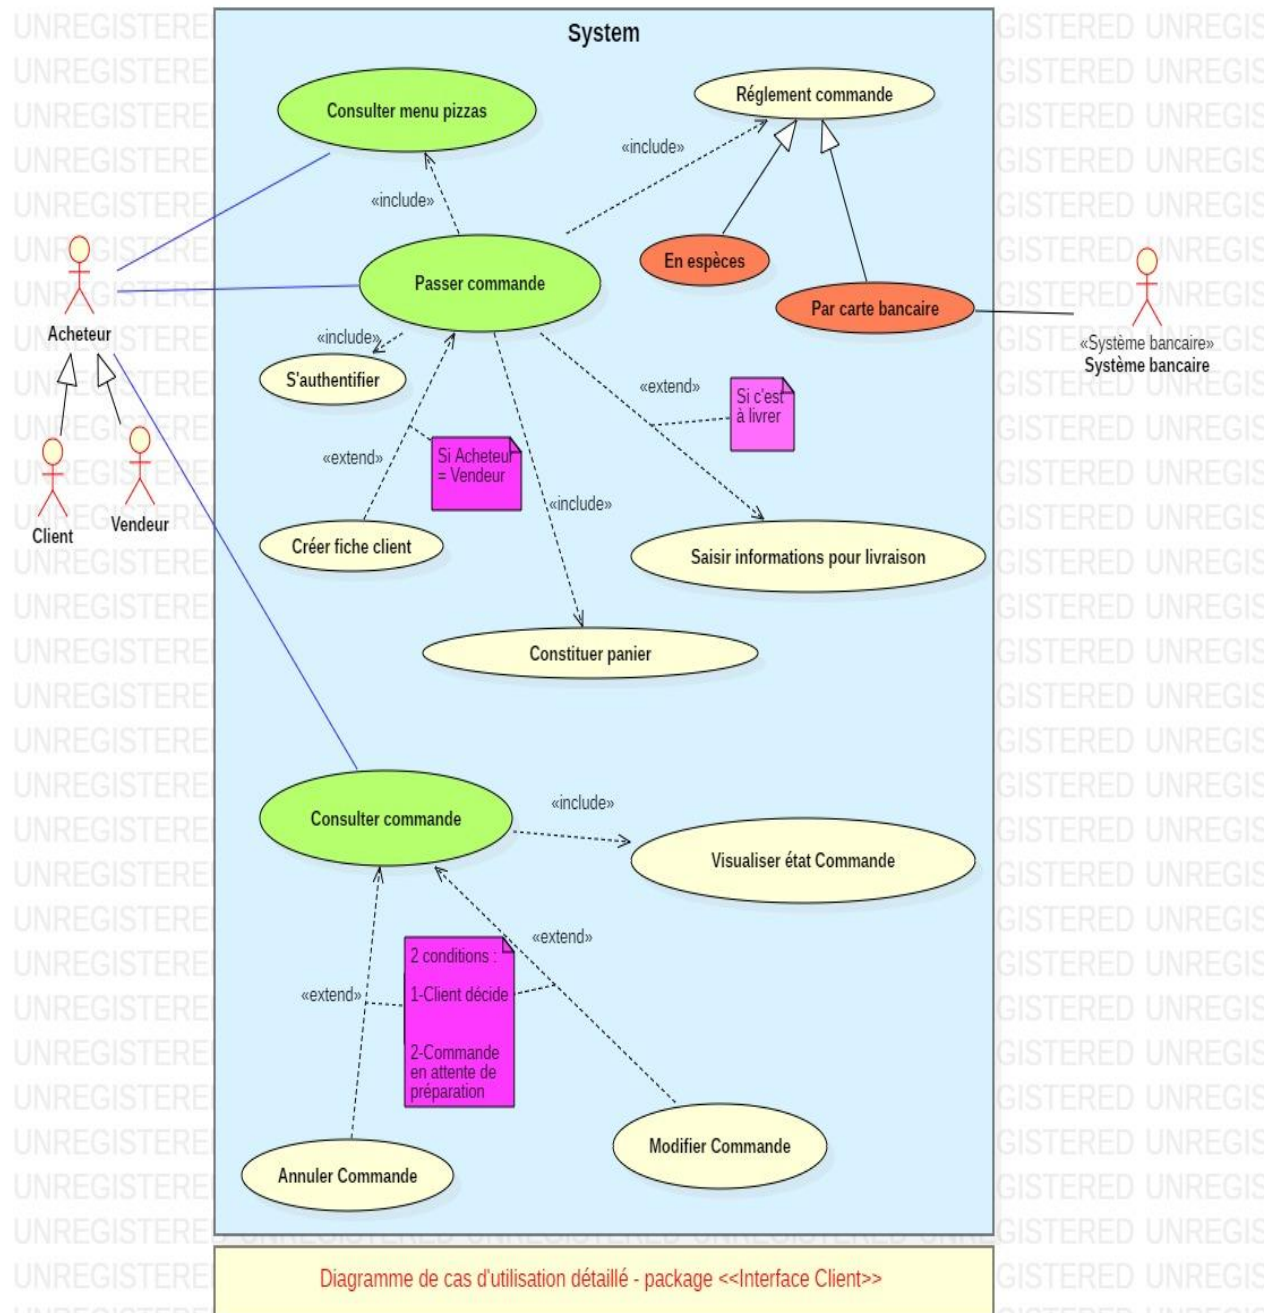 System
Consulter menu pizzas
Réglement commande
«include»
«include»
En espèces
Passer commande
Par carte bancaire
Acheteur
«Système bancaire»
Système bancaire
«include»
S'authentifier
«extend»
Si c'est
à livrer
«extend»
Si Acheteur
= Vendeur
«include»
Client
Vendeur
Créer fiche client
Saisir informations pour livraison
Constituer panier
Consulter commande
«include»
Visualiser état Commande
«extend»
2 conditions :
1-Client décide
«extend»
2-Commande
en attente de
préparation
Annuler Commande
Modifier Commande
Diagramme de cas d'utilisation détaillé - package <<Interface Client>>
UNREGISTERED